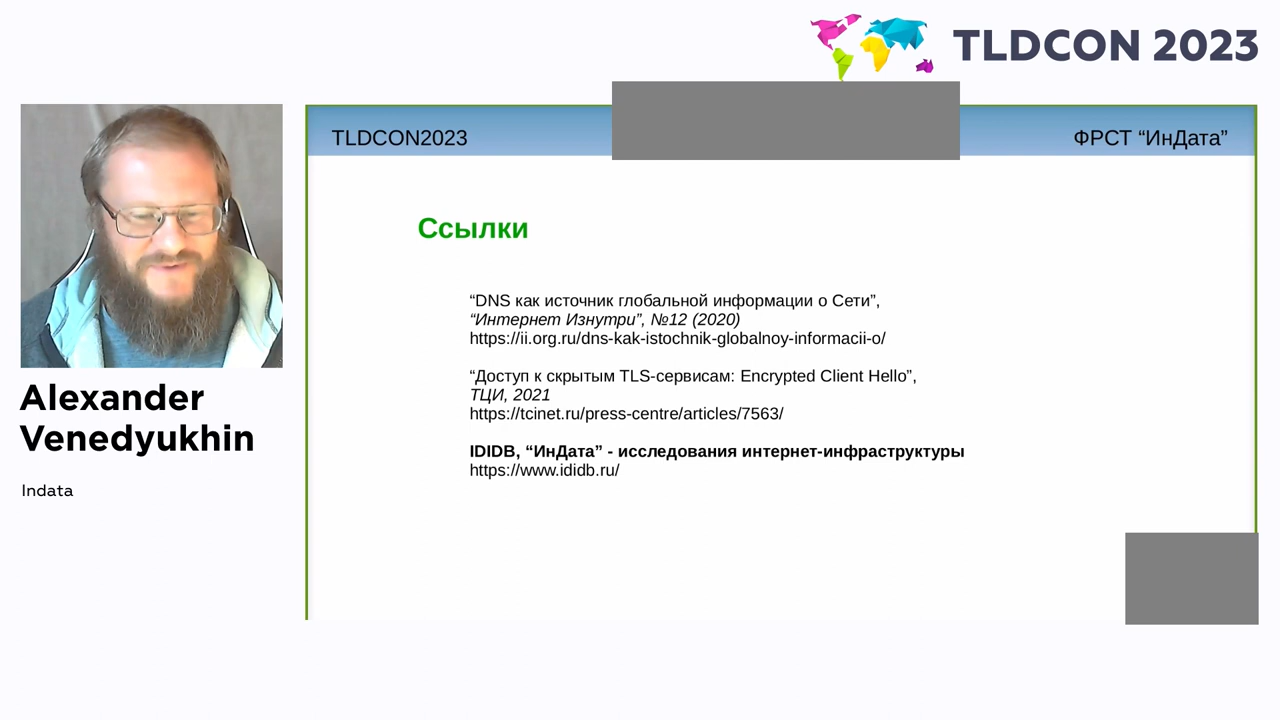 TLDCON 2023
TLDCON2023
ФРСТ “ИнДата”
Ссылки
“DNS как источник глобальной информации о Сети”,
“Интернет Изнутри”, №12 (2020)
https://ii.org.ru/dns-kak-istochnik-globalnoy-informacii-o/
“Доступ к скрытым TLS-сервисам: Encrypted Client Hello”,
ТЦИ, 2021
https://tcinet.ru/press-centre/articles/7563/
IDIDB, “ИнДата” - исследования интернет-инфраструктуры
https://www.ididb.ru/
Alexander
Venedyukhin
Indata